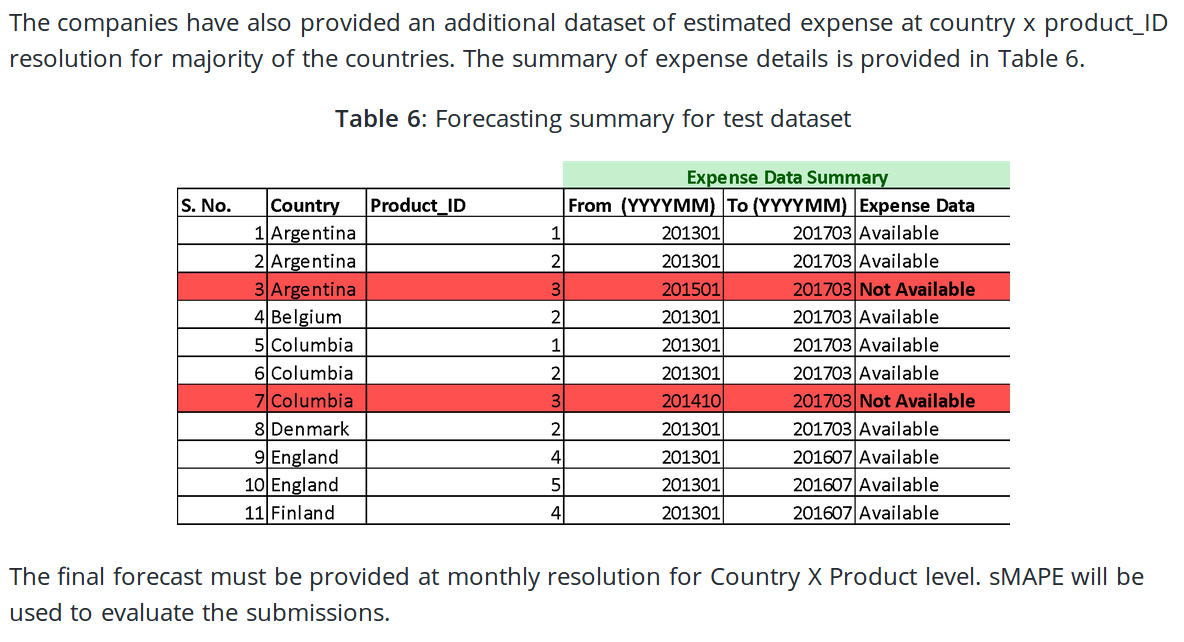 The companies have also provided an additional dataset of estimated expense at country x product_ID
resolution for majority of the countries. The summary of expense details is provided in Table 6.
Table 6: Forecasting summary for test dataset
Expense Data Summary
S. No. Country Product_ID From (YYYYMM) To (YYYYMM) Expense Data
1 Argentina 1 201301 201703 Available
2 Argentina 2 201301 201703 Available
3 Argentina 3 201501 201703 Not Available
4 Belgium 2 201301 201703 Available
5 Columbia 1 201301 201703 Available
6 Columbia 2 201301 201703 Available
7 Columbia 3 201410 201703 Not Available
8 Denmark 2 201301 201703 Available
9 England 4 201301 201607 Available
10 England 5 201301 201607 Available
11 Finland 4 201301 201607 Available
The final forecast must be provided at monthly resolution for Country X Product level. sMAPE will be
used to evaluate the submissions.